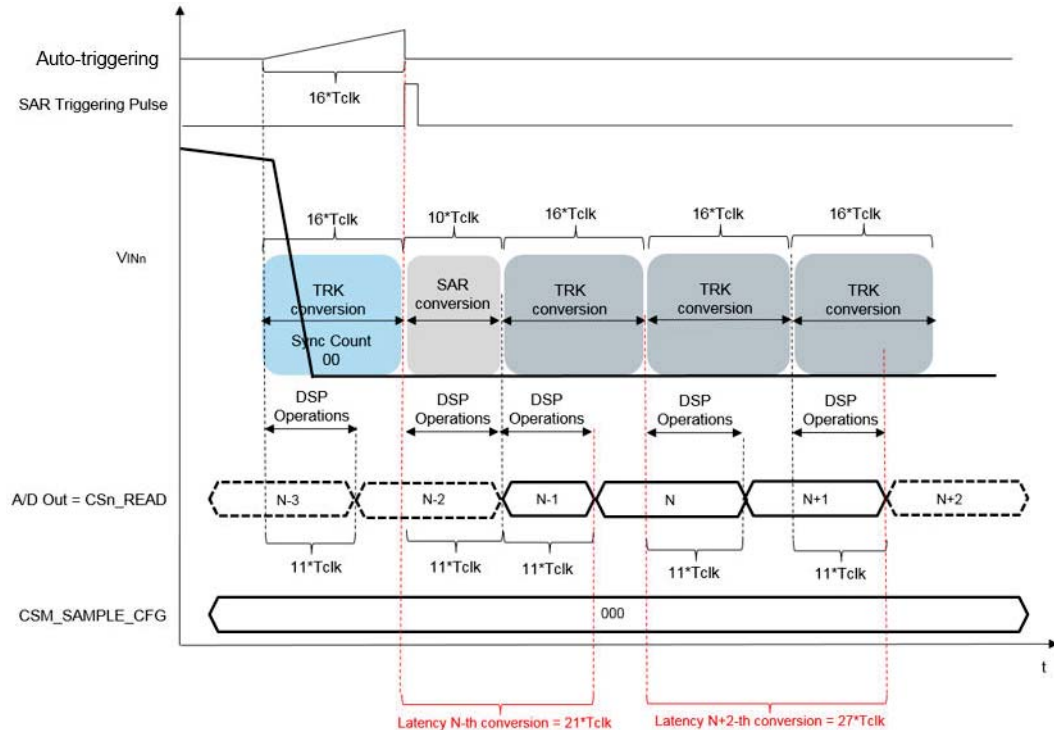 Auto-triggering
16*Tclk
SAR Triggering Pulse
16*Tclk
10*Tclk
16*Tclk
16*Tclk
16*Tclk
VINn
TRK
conversion
Sync Count
00
SAR
conversion
TRK
conversion
TRK
conversion
TRK
conversion
DSP
Operations
DSP
Operations
DSP
Operations
DSP
Operations
DSP
Operations
A/D Out = CSn_READ
N-3
N-2
N-1
N
N+1
N+2
11*Tclk
11*Tclk
11*Tclk
11*Tclk
11*Tclk
CSM_SAMPLE_CFG
000
t
Latency N-th conversion = 21*Tclk
Latency N+2-th conversion = 27*Tclk